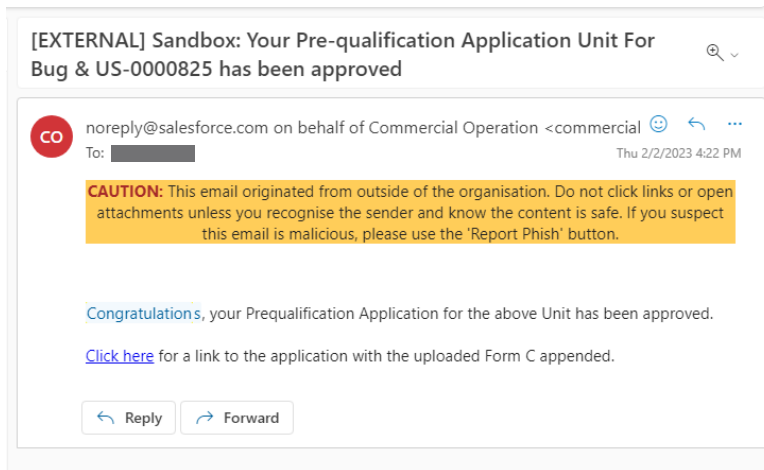 [EXTERNAL] Sandbox: Your Pre-qualification Application Unit For
Bug & US-0000825 has been approved
CO
noreply@salesforce.com on behalf of Commercial Operation <commercial
To:
Thu 2/2/2023 4:22 PM
CAUTION: This email originated from outside of the organisation. Do not click links or open
attachments unless you recognise the sender and know the content is safe. If you suspect
this email is malicious, please use the 'Report Phish' button.
Congratulations, your Prequalification Application for the above Unit has been approved.
Click here for a link to the application with the uploaded Form C appended.
Reply
Forward